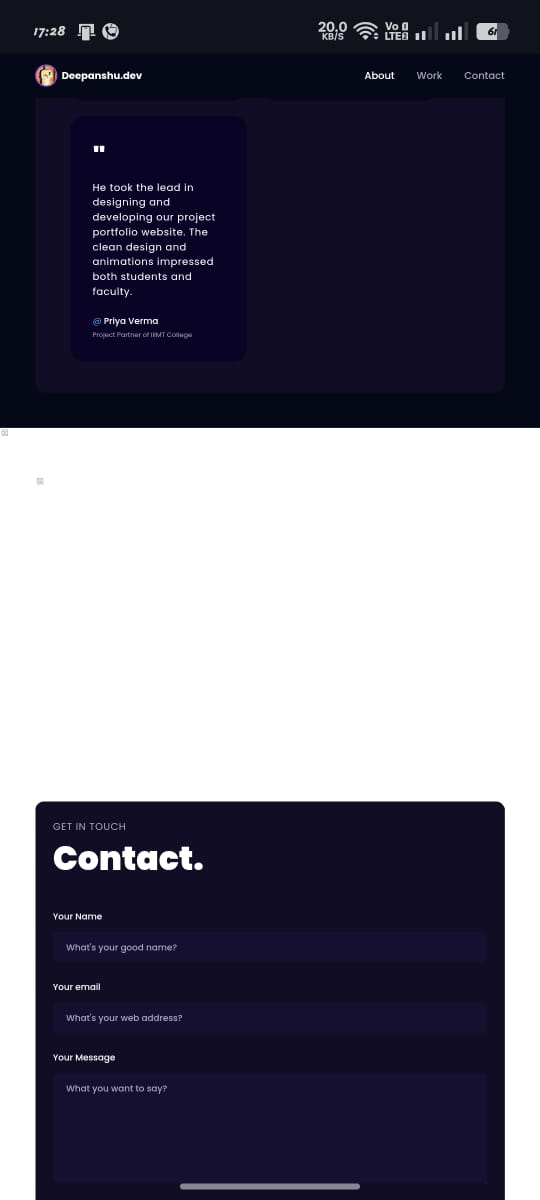 17:28
20.0 KB/S
Vo LTE
Deepanshu.dev
About Work Contact
"
He took the lead in
designing and
developing our project
portfolio website. The
clean design and
animations impressed
both students and
faculty.
@ Priya Verma
Project Partner of IIMT College
GET IN TOUCH
Contact.
Your Name
What's your good name?
Your email
What's your web address?
Your Message
What you want to say?